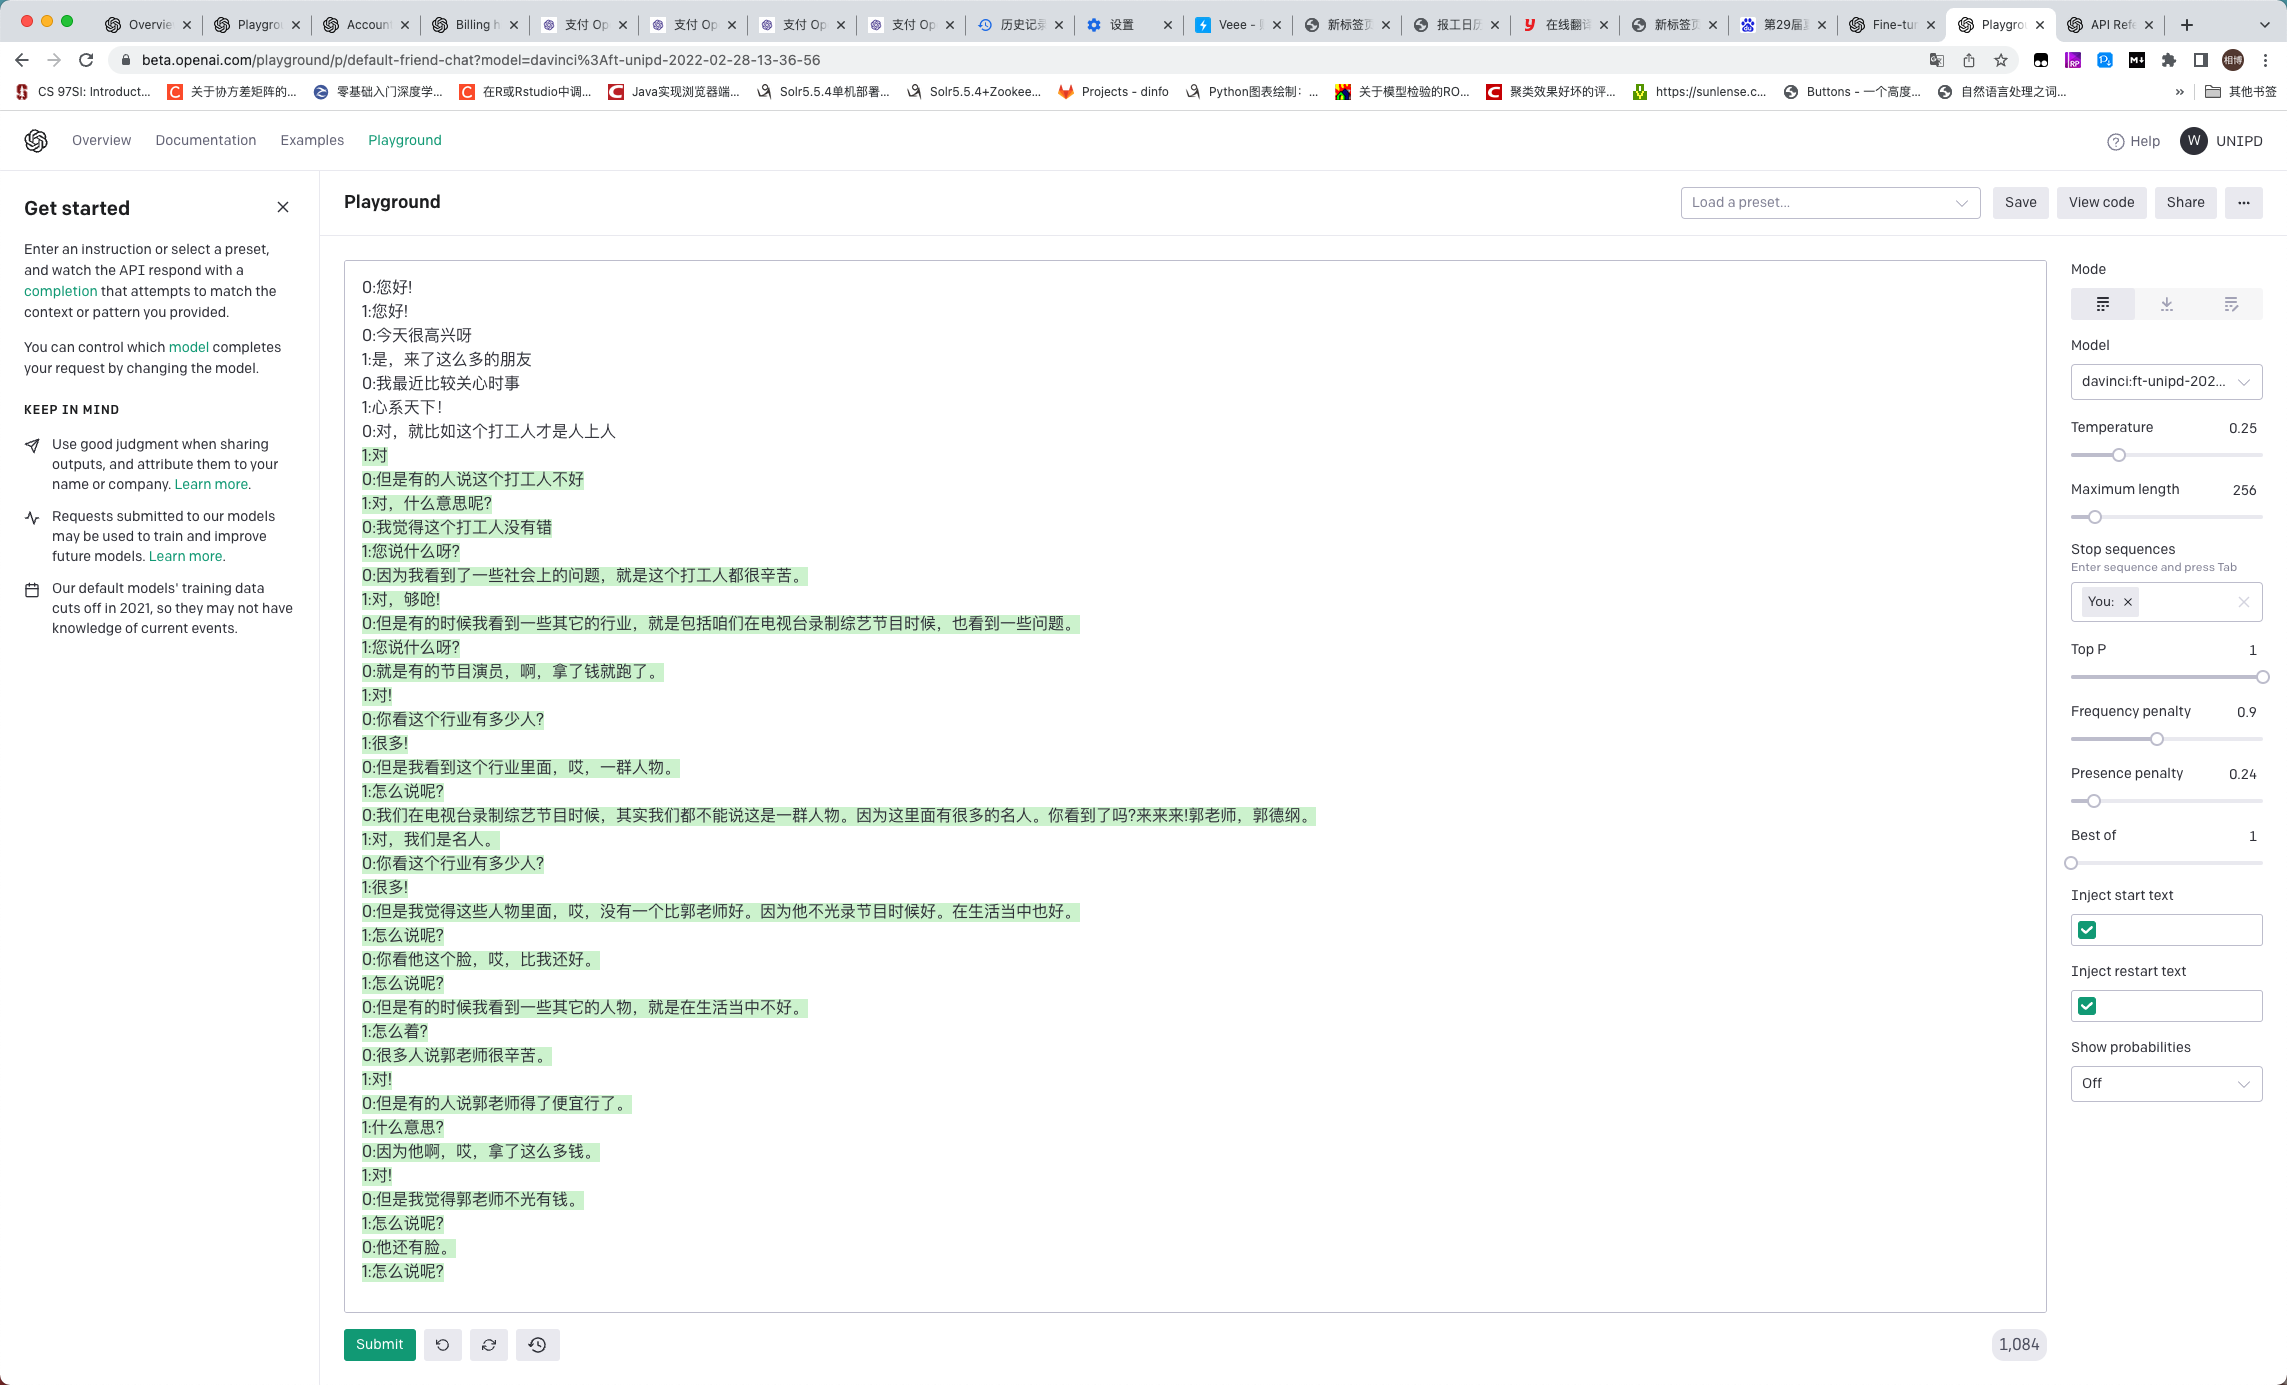 Overvie
Playgrou
Account
Billing h
支付 Op
支付 Op
支付 Op
支付 Op
历史记录
设置
Veee -
新标签页
报工日历
在线翻译
新标签页
第29届
Fine-tu
Playgrou
API Refe
beta.openai.com/playground/p/default-friend-chat?model=davinci%3Aft-unipd-2022-02-28-13-36-56
CS 97SI: Introduct...
关于协方差矩阵的...
零基础入门深度学...
在R或Rstudio中调...
Java实现浏览器端...
Solr5.5.4单机部署...
Solr5.5.4+Zookee...
Projects - dinfo
Python图表绘制：...
关于模型检验的RO...
聚类效果好坏的评...
https://sunlense.c...
Buttons - 一个高度...
自然语言处理之词...
»
其他书签
Overview
Documentation
Examples
Playground
Help
W
UNIPD
Get started
Enter an instruction or select a preset,
and watch the API respond with a
completion that attempts to match the
context or pattern you provided.
You can control which model completes
your request by changing the model.
KEEP IN MIND
Use good judgment when sharing
outputs, and attribute them to your
name or company. Learn more.
Requests submitted to our models
may be used to train and improve
future models. Learn more.
Our default models' training data
cuts off in 2021, so they may not have
knowledge of current events.
Playground
Load a preset...
Save
View code
Share
...
0:您好!
1:您好!
0:今天很高兴呀
1:是，来了这么多的朋友
0:我最近比较关心时事
1:心系天下！
0:对，就比如这个打工人才是人上人
1:对
0:但是有的人说这个打工人不好
1:对，什么意思呢?
0:我觉得这个打工人没有错
1:您说什么呀?
0:因为我看到了一些社会上的问题，就是这个打工人都很辛苦。
1:对，够呛!
0:但是有的时候我看到一些其它的行业，就是包括咱们在电视台录制综艺节目时候，也看到一些问题。
1:您说什么呀?
0:就是有的节目演员，啊，拿了钱就跑了。
1:对!
0:你看这个行业有多少人?
1:很多!
0:但是我看到这个行业里面，哎，一群人物。
1:怎么说呢?
0:我们在电视台录制综艺节目时候，其实我们都不能说这是一群人物。因为这里面有很多的名人。你看到了吗?来来来!郭老师，郭德纲。
1:对，我们是名人。
0:你看这个行业有多少人?
1:很多!
0:但是我觉得这些人物里面，哎，没有一个比郭老师好。因为他不光录节目时候好。在生活当中也好。
1:怎么说呢?
0:你看他这个脸，哎，比我还好。
1:怎么说呢?
0:但是有的时候我看到一些其它的人物，就是在生活当中不好。
1:怎么着?
0:很多人说郭老师很辛苦。
1:对!
0:但是有的人说郭老师得了便宜行了。
1:什么意思?
0:因为他啊，哎，拿了这么多钱。
1:对!
0:但是我觉得郭老师不光有钱。
1:怎么说呢?
0:他还有脸。
1:怎么说呢?
Submit
1,084
Mode
Model
davinci:ft-unipd-202...
Temperature 0.25
Maximum length 256
Stop sequences
Enter sequence and press Tab
You: ×
Top P 1
Frequency penalty 0.9
Presence penalty 0.24
Best of 1
Inject start text
Inject restart text
Show probabilities
Off